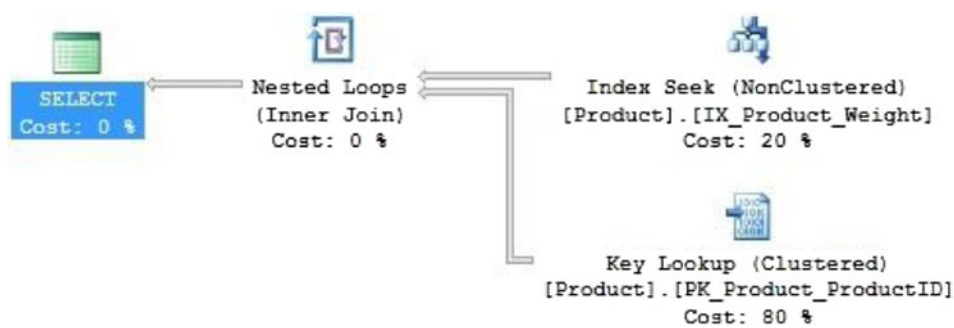 SELECT
Cost: 0 %
Nested Loops
(Inner Join)
Cost: 0 %
Index Seek (NonClustered)
[Product].[IX_Product_Weight]
Cost: 20 %
Key Lookup (Clustered)
[Product].[PK_Product_ProductID]
Cost: 80 %